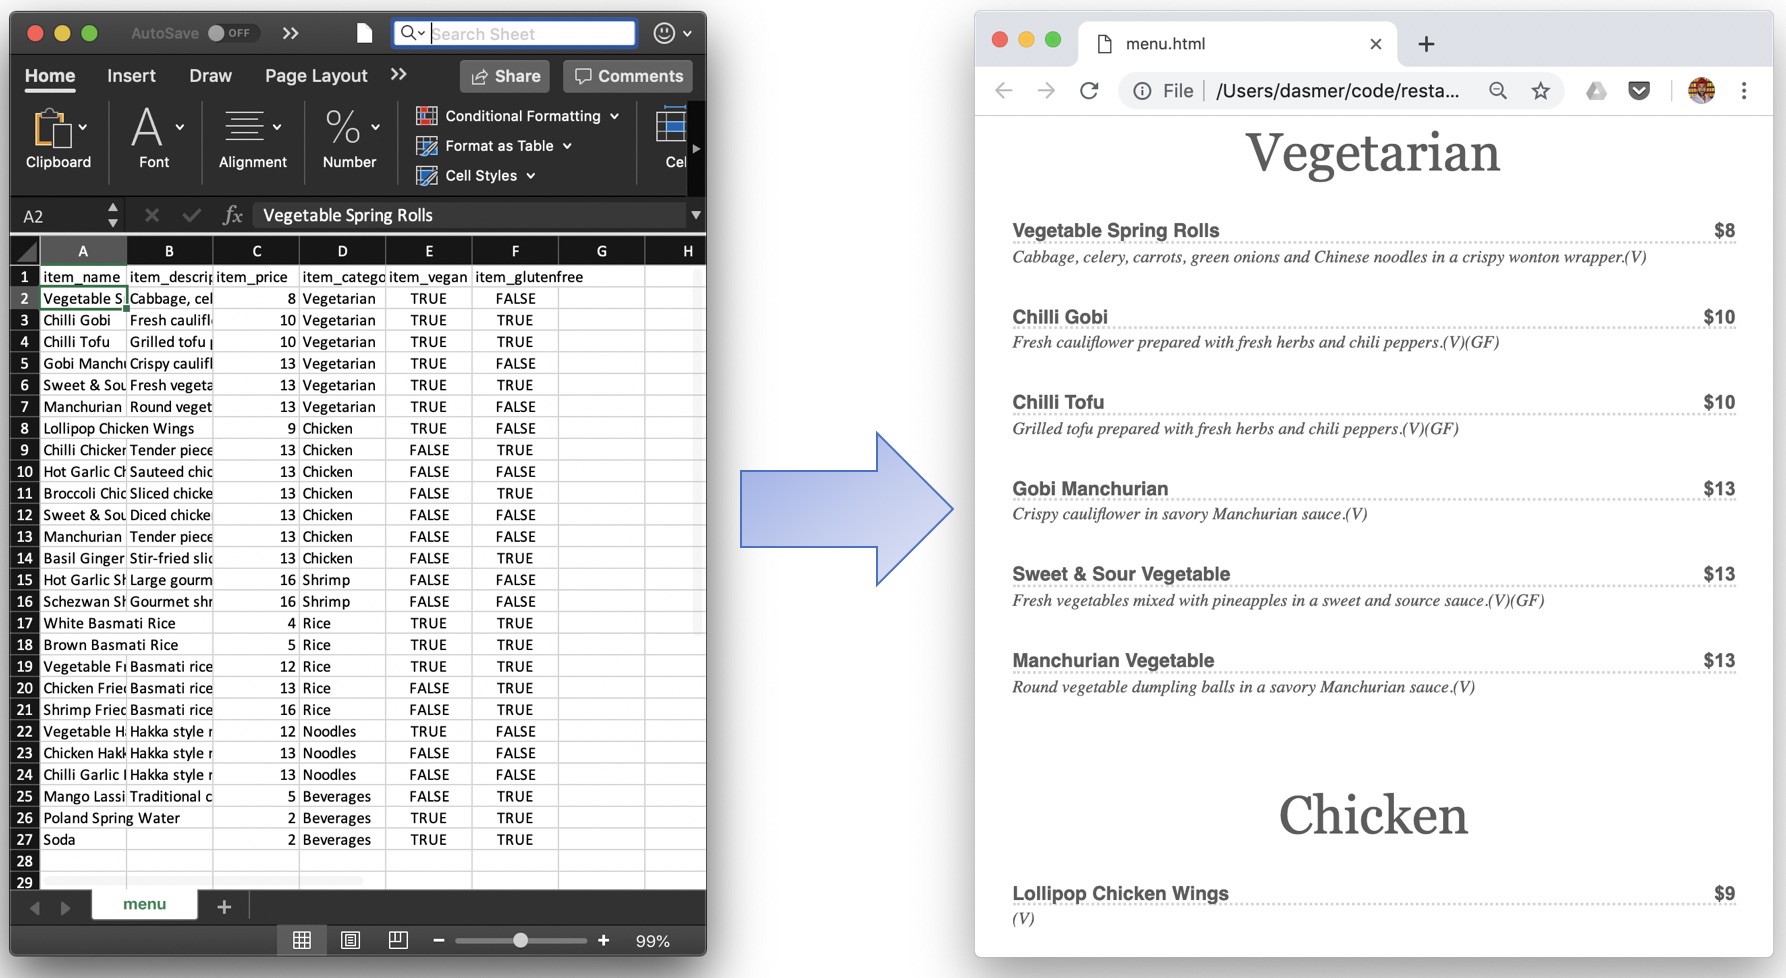 AutoSave OFF
Search Sheet
Home Insert Draw Page Layout
Share Comments
Clipboard Font Alignment Number
Conditional Formatting
Format as Table
Cell Styles
Cel
A2 fx Vegetable Spring Rolls
A B C D E F G H
1 item_name item_descrip item_price item_catego item_vegan item_glutenfree
2 Vegetable S Cabbage, cel 8 Vegetarian TRUE FALSE
3 Chilli Gobi Fresh caulifl 10 Vegetarian TRUE TRUE
4 Chilli Tofu Grilled tofu 10 Vegetarian TRUE TRUE
5 Gobi Manchu Crispy caulifl 13 Vegetarian TRUE FALSE
6 Sweet & Sou Fresh vegeta 13 Vegetarian TRUE TRUE
7 Manchurian Round veget 13 Vegetarian TRUE FALSE
8 Lollipop Chicken Wings 9 Chicken TRUE FALSE
9 Chilli Chicken Tender piece 13 Chicken FALSE TRUE
10 Hot Garlic Ch Sauteed chic 13 Chicken FALSE FALSE
11 Broccoli Chic Sliced chicke 13 Chicken FALSE TRUE
12 Sweet & Sou Diced chicke 13 Chicken FALSE FALSE
13 Manchurian Tender piece 13 Chicken FALSE FALSE
14 Basil Ginger Stir-fried slic 13 Chicken FALSE TRUE
15 Hot Garlic Sh Large gourm 16 Shrimp FALSE FALSE
16 Schezwan Sh Gourmet shr 16 Shrimp FALSE FALSE
17 White Basmati Rice 4 Rice TRUE TRUE
18 Brown Basmati Rice 5 Rice TRUE TRUE
19 Vegetable Fr Basmati rice 12 Rice TRUE TRUE
20 Chicken Fried Basmati rice 13 Rice FALSE TRUE
21 Shrimp Fried Basmati rice 16 Rice FALSE TRUE
22 Vegetable Ha Hakka style n 12 Noodles TRUE FALSE
23 Chicken Hakk Hakka style n 13 Noodles FALSE FALSE
24 Chilli Garlic Hakka style n 13 Noodles FALSE FALSE
25 Mango Lassi Traditional c 5 Beverages FALSE TRUE
26 Poland Spring Water 2 Beverages TRUE TRUE
27 Soda 2 Beverages TRUE TRUE
28
29
menu
99%
menu.html
File /Users/dasmer/code/resta...
Vegetarian
Vegetable Spring Rolls $8
Cabbage, celery, carrots, green onions and Chinese noodles in a crispy wonton wrapper.(V)
Chilli Gobi $10
Fresh cauliflower prepared with fresh herbs and chili peppers.(V)(GF)
Chilli Tofu $10
Grilled tofu prepared with fresh herbs and chili peppers.(V)(GF)
Gobi Manchurian $13
Crispy cauliflower in savory Manchurian sauce.(V)
Sweet & Sour Vegetable $13
Fresh vegetables mixed with pineapples in a sweet and source sauce.(V)(GF)
Manchurian Vegetable $13
Round vegetable dumpling balls in a savory Manchurian sauce.(V)
Chicken
Lollipop Chicken Wings $9
(V)